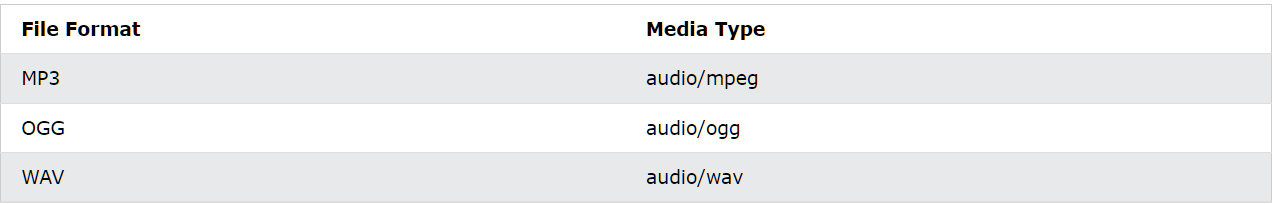 File Format Media Type
MP3 audio/mpeg
OGG audio/ogg
WAV audio/wav